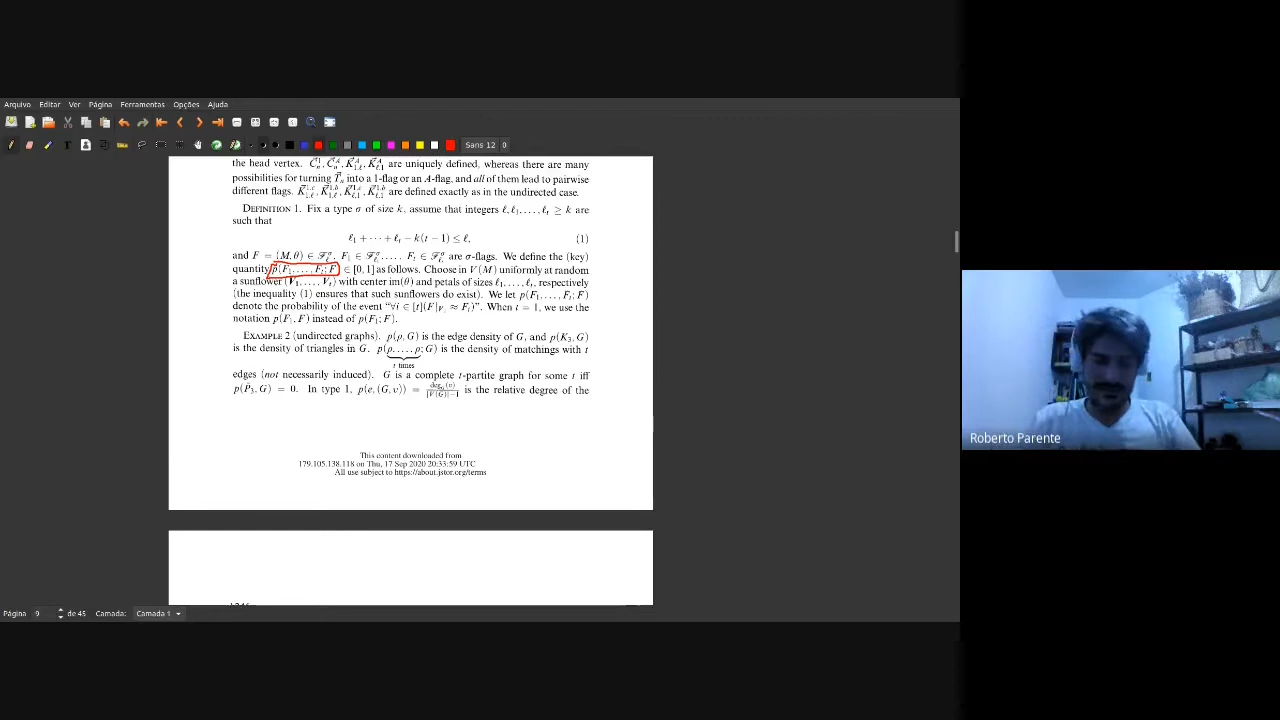 Arquivo Editar Ver Página Ferramentas Opções Ajuda
Sans 12
the head vertex. are uniquely defined, whereas there are many
possibilities for turning T⃗ₙ into a 1-flag or an A-flag, and all of them lead to pairwise
different flags. are defined exactly as in the undirected case.
DEFINITION 1. Fix a type σ of size k, assume that integers ℓ, ℓ₁, . . . , ℓₜ ≥ k are
such that
ℓ₁ + · · · + ℓₜ − k(t − 1) ≤ ℓ, (1)
and F = (M, θ) ∈ ℱ are σ-flags. We define the (key)
quantity p(F₁, . . . , Fₜ; F) ∈ [0, 1] as follows. Choose in V(M) uniformly at random
a sunflower (V₁, . . . , Vₜ) with center im(θ) and petals of sizes ℓ₁, . . . , ℓₜ, respectively
(the inequality (1) ensures that such sunflowers do exist). We let p(F₁, . . . , Fₜ; F)
denote the probability of the event “∀i ∈ [t](F|Vᵢ ≈ Fᵢ)”. When t = 1, we use the
notation p(F₁, F) instead of p(F₁; F).
EXAMPLE 2 (undirected graphs). p(ρ, G) is the edge density of G, and p(K₃, G)
is the density of triangles in G. p(ρ, . . . , ρ; G) is the density of matchings with t
t times
edges (not necessarily induced). G is a complete t-partite graph for some t iff
p(P̄₃, G) = 0. In type 1, p(e, (G, v)) = deg_G(v) / |V(G)|−1 is the relative degree of the
This content downloaded from
179.105.138.118 on Thu, 17 Sep 2020 20:33:59 UTC
All use subject to https://about.jstor.org/terms
Página 9 de 45 Camada: Camada 1
Roberto Parente